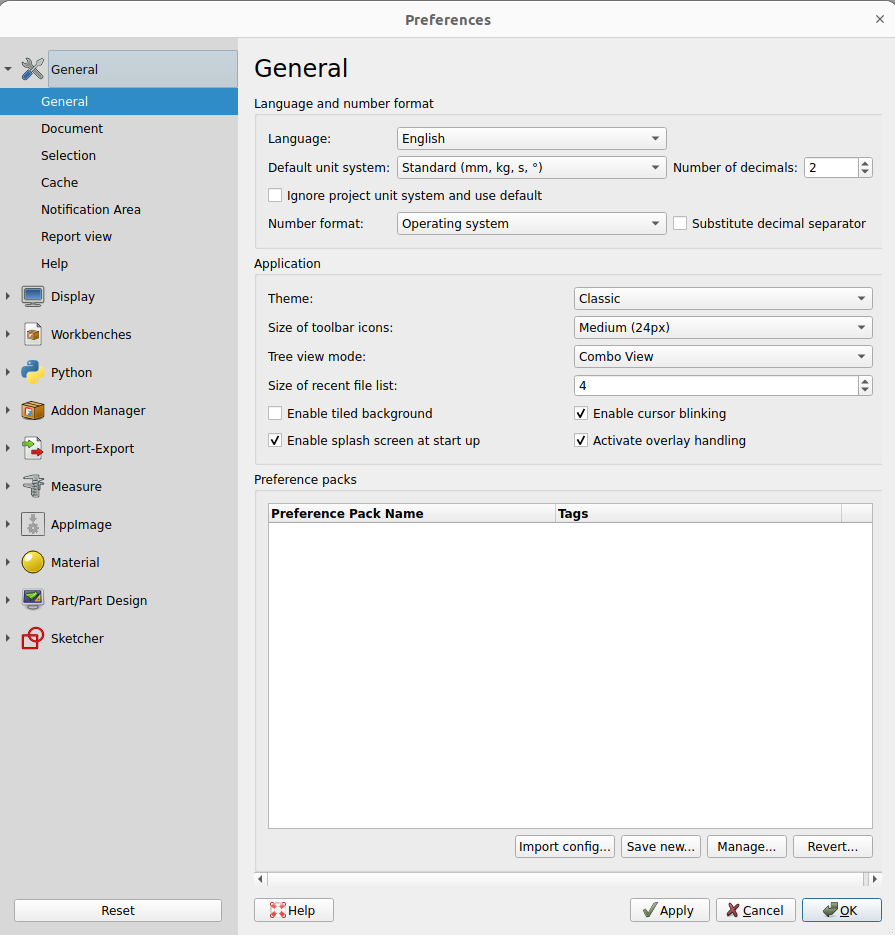 Preferences
General
General
Document
Selection
Cache
Notification Area
Report view
Help
Display
Workbenches
Python
Addon Manager
Import-Export
Measure
AppImage
Material
Part/Part Design
Sketcher
Reset
General
Language and number format
Language: English
Default unit system: Standard (mm, kg, s, °) Number of decimals: 2
Ignore project unit system and use default
Number format: Operating system Substitute decimal separator
Application
Theme: Classic
Size of toolbar icons: Medium (24px)
Tree view mode: Combo View
Size of recent file list: 4
Enable tiled background Enable cursor blinking
Enable splash screen at start up Activate overlay handling
Preference packs
Preference Pack Name Tags
Import config... Save new... Manage... Revert...
Help Apply Cancel OK